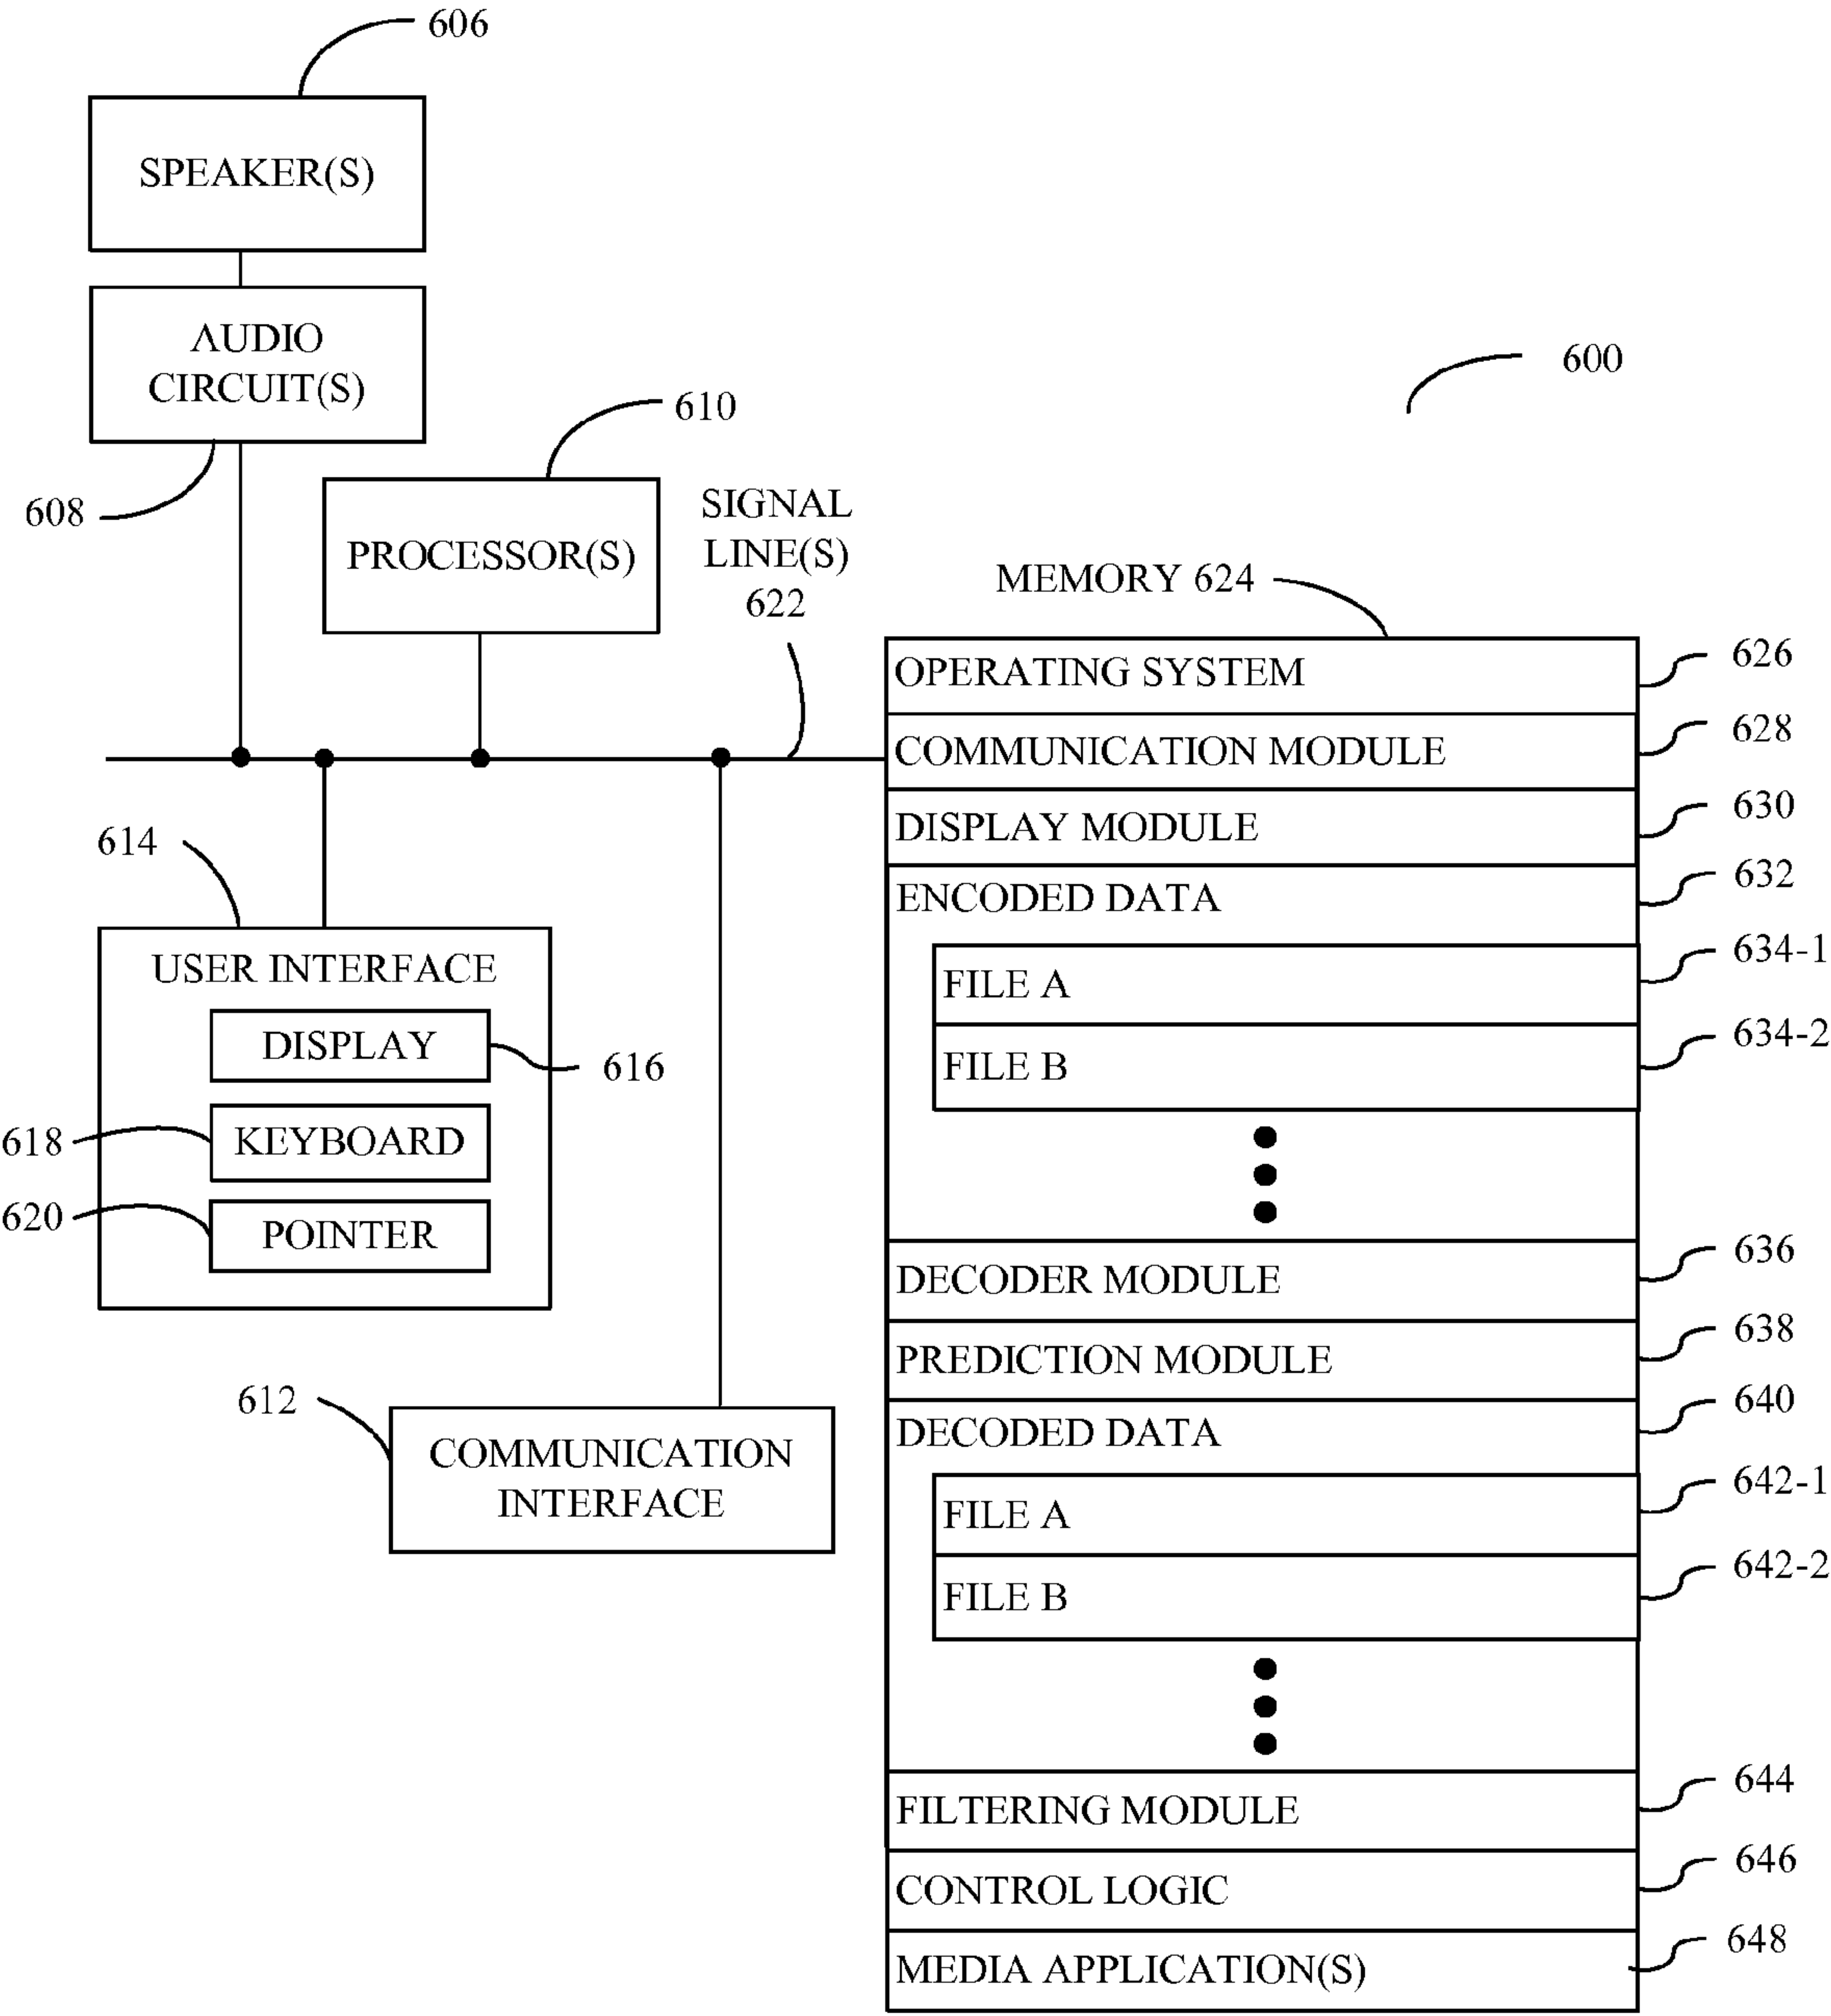 606
SPEAKER(S)
AUDIO
CIRCUIT(S)
608
610
PROCESSOR(S)
SIGNAL
LINE(S)
622
600
MEMORY 624
OPERATING SYSTEM
626
COMMUNICATION MODULE
628
DISPLAY MODULE
630
ENCODED DATA
632
FILE A
634-1
FILE B
634-2
614
USER INTERFACE
DISPLAY
616
618
KEYBOARD
620
POINTER
612
COMMUNICATION
INTERFACE
DECODER MODULE
636
PREDICTION MODULE
638
DECODED DATA
640
FILE A
642-1
FILE B
642-2
FILTERING MODULE
644
CONTROL LOGIC
646
MEDIA APPLICATION(S)
648